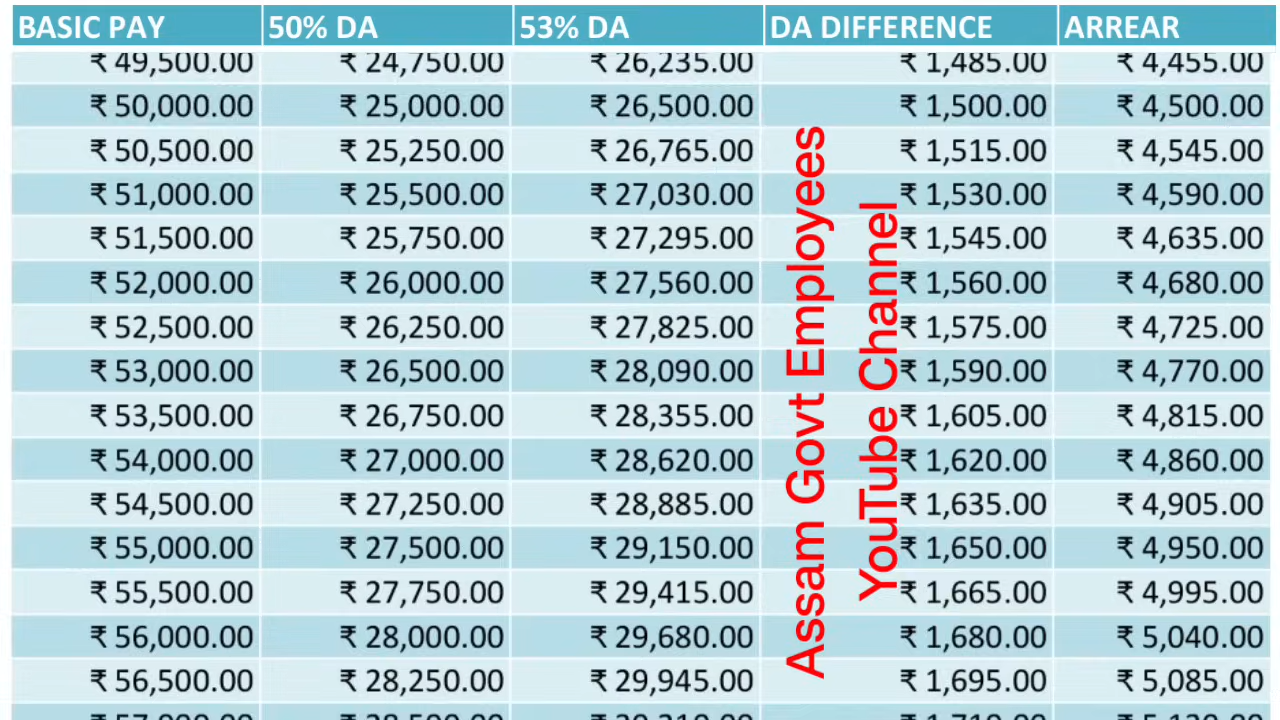 BASIC PAY 50% DA 53% DA DA DIFFERENCE ARREAR
₹ 49,500.00 ₹ 24,750.00 ₹ 26,235.00 ₹ 1,485.00 ₹ 4,455.00
₹ 50,000.00 ₹ 25,000.00 ₹ 26,500.00 ₹ 1,500.00 ₹ 4,500.00
₹ 50,500.00 ₹ 25,250.00 ₹ 26,765.00 ₹ 1,515.00 ₹ 4,545.00
₹ 51,000.00 ₹ 25,500.00 ₹ 27,030.00 ₹ 1,530.00 ₹ 4,590.00
₹ 51,500.00 ₹ 25,750.00 ₹ 27,295.00 ₹ 1,545.00 ₹ 4,635.00
₹ 52,000.00 ₹ 26,000.00 ₹ 27,560.00 ₹ 1,560.00 ₹ 4,680.00
₹ 52,500.00 ₹ 26,250.00 ₹ 27,825.00 ₹ 1,575.00 ₹ 4,725.00
₹ 53,000.00 ₹ 26,500.00 ₹ 28,090.00 ₹ 1,590.00 ₹ 4,770.00
₹ 53,500.00 ₹ 26,750.00 ₹ 28,355.00 ₹ 1,605.00 ₹ 4,815.00
₹ 54,000.00 ₹ 27,000.00 ₹ 28,620.00 ₹ 1,620.00 ₹ 4,860.00
₹ 54,500.00 ₹ 27,250.00 ₹ 28,885.00 ₹ 1,635.00 ₹ 4,905.00
₹ 55,000.00 ₹ 27,500.00 ₹ 29,150.00 ₹ 1,650.00 ₹ 4,950.00
₹ 55,500.00 ₹ 27,750.00 ₹ 29,415.00 ₹ 1,665.00 ₹ 4,995.00
₹ 56,000.00 ₹ 28,000.00 ₹ 29,680.00 ₹ 1,680.00 ₹ 5,040.00
₹ 56,500.00 ₹ 28,250.00 ₹ 29,945.00 ₹ 1,695.00 ₹ 5,085.00
Assam Govt Employees
YouTube Channel